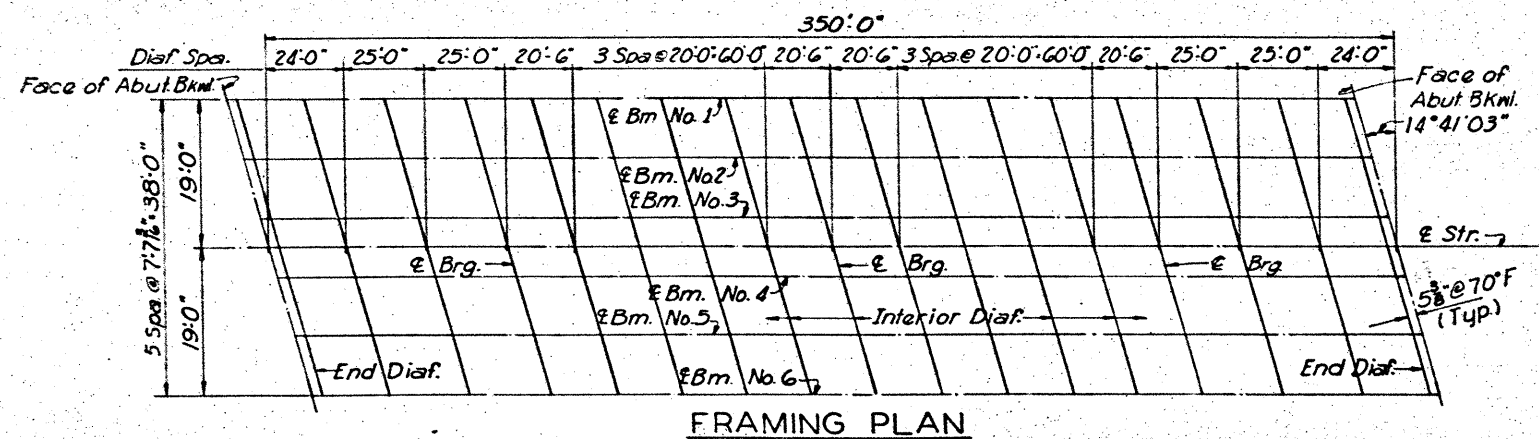 350'-0"
Diaf. Spa. 24'-0" 25'-0" 25'-0" 20'-6" 3 Spa @ 20'-0"=60'-0" 20'-6" 20'-6" 3 Spa. @ 20'-0"=60'-0" 20'-6" 25'-0" 25'-0" 24'-0"
Face of Abut. Bkwl.
Face of
Abut. Bkwl.
14°41'03"
℄ Bm No. 1
℄ Bm. No. 2
℄ Bm. No. 3
5 Spa. @ 7'-7 3/16"=38'-0"
19'-0"
19'-0"
℄ Str.
℄ Brg.
℄ Brg.
℄ Brg.
℄ Bm. No. 4
℄ Bm. No. 5
Interior Diaf.
5 3/8" @ 70°F
(Typ.)
End Diaf.
℄ Bm. No. 6
End Diaf.
FRAMING PLAN